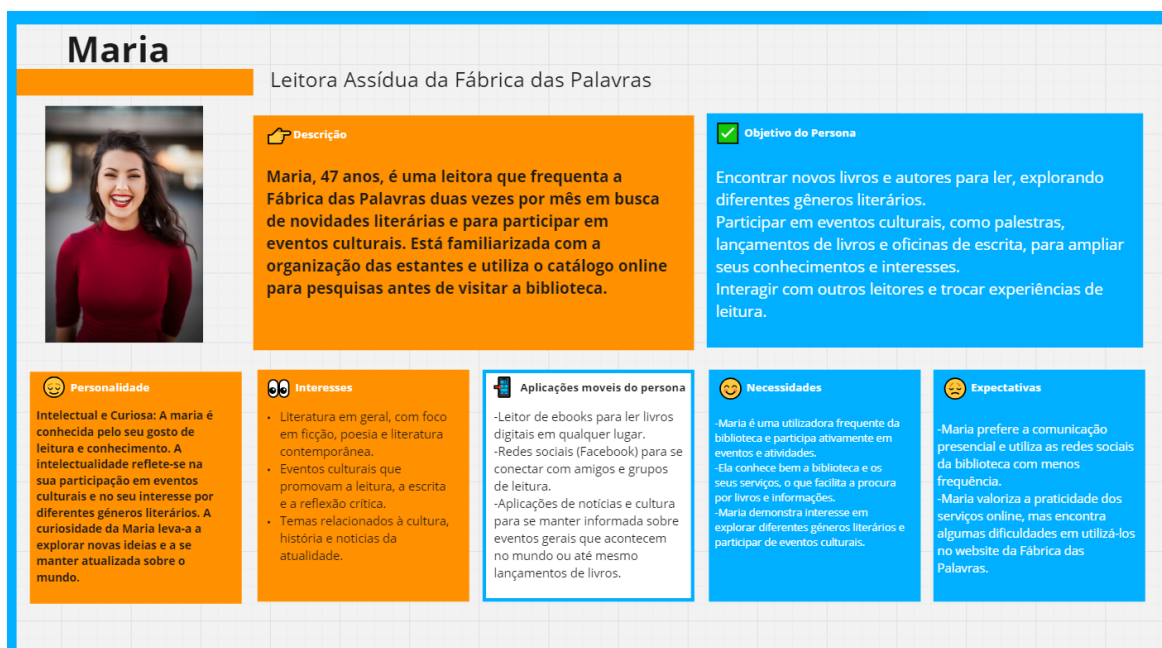 Maria
Leitora Assídua da Fábrica das Palavras
Descrição
Maria, 47 anos, é uma leitora que frequenta a
Fábrica das Palavras duas vezes por mês em busca
de novidades literárias e para participar em
eventos culturais. Está familiarizada com a
organização das estantes e utiliza o catálogo online
para pesquisas antes de visitar a biblioteca.
Objetivo do Persona
Encontrar novos livros e autores para ler, explorando
diferentes gêneros literários.
Participar em eventos culturais, como palestras,
lançamentos de livros e oficinas de escrita, para ampliar
seus conhecimentos e interesses.
Interagir com outros leitores e trocar experiências de
leitura.
Personalidade
Intelectual e Curiosa: A maria é
conhecida pelo seu gosto de
leitura e conhecimento. A
intelectualidade reflete-se na
sua participação em eventos
culturais e no seu interesse por
diferentes géneros literários. A
curiosidade da Maria leva-a a
explorar novas ideias e a se
manter atualizada sobre o
mundo.
Interesses
• Literatura em geral, com foco
em ficção, poesia e literatura
contemporânea.
• Eventos culturais que
promovam a leitura, a escrita
e a reflexão crítica.
• Temas relacionados à cultura,
história e noticias da
atualidade.
Aplicações moveis do persona
-Leitor de ebooks para ler livros
digitais em qualquer lugar.
-Redes sociais (Facebook) para se
conectar com amigos e grupos
de leitura.
-Aplicações de notícias e cultura
para se manter informada sobre
eventos gerais que acontecem
no mundo ou até mesmo
lançamentos de livros.
Necessidades
-Maria é uma utilizadora frequente da
biblioteca e participa ativamente em
eventos e atividades.
-Ela conhece bem a biblioteca e os
seus serviços, o que facilita a procura
por livros e informações.
-Maria demonstra interesse em
explorar diferentes géneros literários e
participar de eventos culturais.
Expectativas
-Maria prefere a comunicação
presencial e utiliza as redes sociais
da biblioteca com menos
frequência.
-Maria valoriza a praticidade dos
serviços online, mas encontra
algumas dificuldades em utilizá-los
no website da Fábrica das
Palavras.